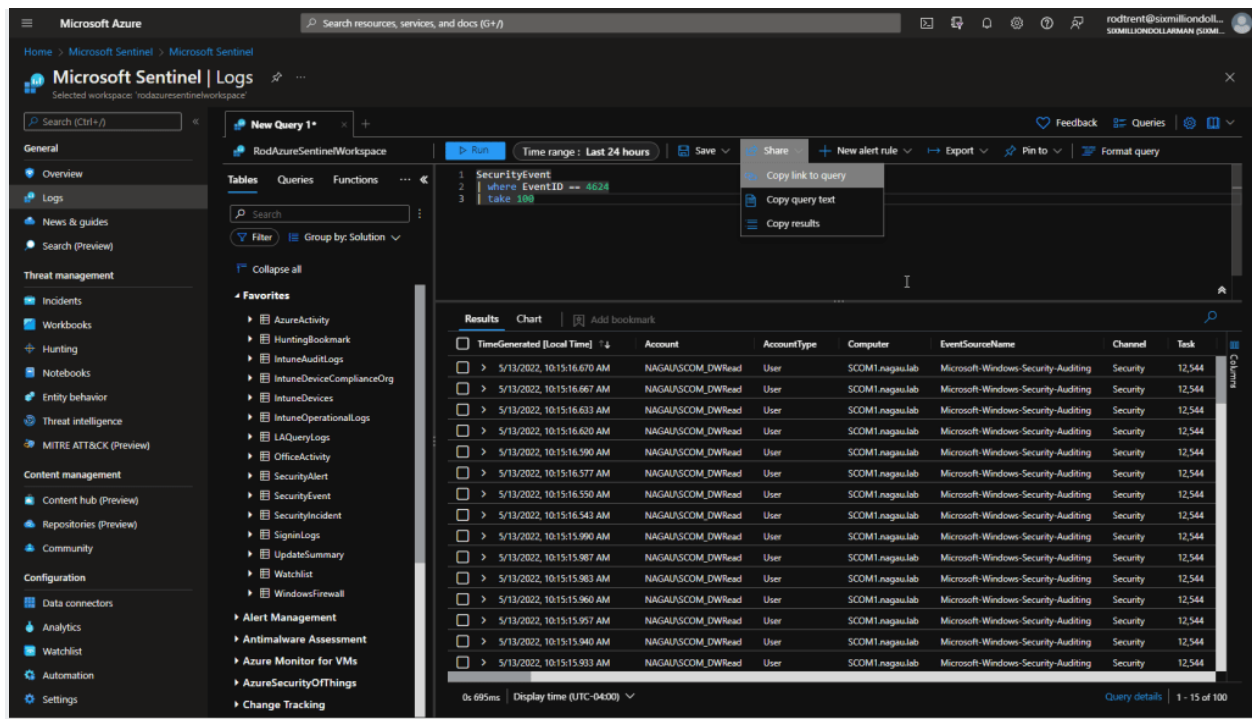 Microsoft Azure
Search resources, services, and docs (G+/)
rodtrent@sixmilliondoll...
SIXMILLIONDOLLARMAN (SIXMI...
Home > Microsoft Sentinel > Microsoft Sentinel
Microsoft Sentinel | Logs
Selected workspace: 'rodazuresentinelworkspace'
Search (Ctrl+/)
General
Overview
Logs
News & guides
Search (Preview)
Threat management
Incidents
Workbooks
Hunting
Notebooks
Entity behavior
Threat intelligence
MITRE ATT&CK (Preview)
Content management
Content hub (Preview)
Repositories (Preview)
Community
Configuration
Data connectors
Analytics
Watchlist
Automation
Settings
New Query 1*
Feedback
Queries
RodAzureSentinelWorkspace
Run
Time range : Last 24 hours
Save
Share
New alert rule
Export
Pin to
Format query
Copy link to query
Copy query text
Copy results
Tables Queries Functions
Search
Filter
Group by: Solution
Collapse all
Favorites
AzureActivity
HuntingBookmark
IntuneAuditLogs
IntuneDeviceComplianceOrg
IntuneDevices
IntuneOperationalLogs
LAQueryLogs
OfficeActivity
SecurityAlert
SecurityEvent
SecurityIncident
SigninLogs
UpdateSummary
Watchlist
WindowsFirewall
Alert Management
Antimalware Assessment
Azure Monitor for VMs
AzureSecurityOfThings
Change Tracking
1 SecurityEvent
2 | where EventID == 4624
3 | take 100
Results Chart Add bookmark
TimeGenerated [Local Time] Account AccountType Computer EventSourceName Channel Task
5/13/2022, 10:15:16.670 AM NAGAU\SCOM_DWRead User SCOM1.nagau.lab Microsoft-Windows-Security-Auditing Security 12,544
5/13/2022, 10:15:16.667 AM NAGAU\SCOM_DWRead User SCOM1.nagau.lab Microsoft-Windows-Security-Auditing Security 12,544
5/13/2022, 10:15:16.633 AM NAGAU\SCOM_DWRead User SCOM1.nagau.lab Microsoft-Windows-Security-Auditing Security 12,544
5/13/2022, 10:15:16.620 AM NAGAU\SCOM_DWRead User SCOM1.nagau.lab Microsoft-Windows-Security-Auditing Security 12,544
5/13/2022, 10:15:16.590 AM NAGAU\SCOM_DWRead User SCOM1.nagau.lab Microsoft-Windows-Security-Auditing Security 12,544
5/13/2022, 10:15:16.577 AM NAGAU\SCOM_DWRead User SCOM1.nagau.lab Microsoft-Windows-Security-Auditing Security 12,544
5/13/2022, 10:15:16.550 AM NAGAU\SCOM_DWRead User SCOM1.nagau.lab Microsoft-Windows-Security-Auditing Security 12,544
5/13/2022, 10:15:16.543 AM NAGAU\SCOM_DWRead User SCOM1.nagau.lab Microsoft-Windows-Security-Auditing Security 12,544
5/13/2022, 10:15:15.990 AM NAGAU\SCOM_DWRead User SCOM1.nagau.lab Microsoft-Windows-Security-Auditing Security 12,544
5/13/2022, 10:15:15.987 AM NAGAU\SCOM_DWRead User SCOM1.nagau.lab Microsoft-Windows-Security-Auditing Security 12,544
5/13/2022, 10:15:15.983 AM NAGAU\SCOM_DWRead User SCOM1.nagau.lab Microsoft-Windows-Security-Auditing Security 12,544
5/13/2022, 10:15:15.960 AM NAGAU\SCOM_DWRead User SCOM1.nagau.lab Microsoft-Windows-Security-Auditing Security 12,544
5/13/2022, 10:15:15.957 AM NAGAU\SCOM_DWRead User SCOM1.nagau.lab Microsoft-Windows-Security-Auditing Security 12,544
5/13/2022, 10:15:15.940 AM NAGAU\SCOM_DWRead User SCOM1.nagau.lab Microsoft-Windows-Security-Auditing Security 12,544
5/13/2022, 10:15:15.933 AM NAGAU\SCOM_DWRead User SCOM1.nagau.lab Microsoft-Windows-Security-Auditing Security 12,544
Columns
0s 695ms Display time (UTC-04:00)
Query details 1 - 15 of 100